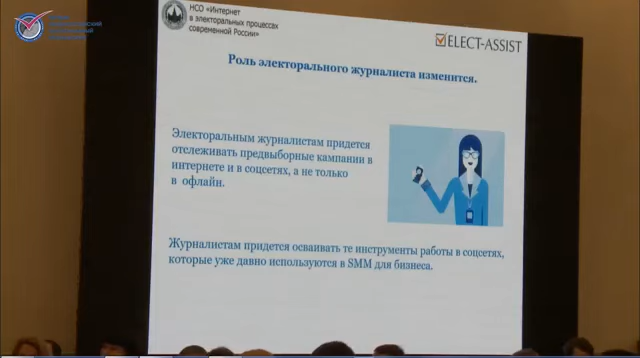 НСО «Интернет
в электоральных процессах
современной России»
ELECT-ASSIST
Роль электорального журналиста изменится.
Электоральным журналистам придется
отслеживать предвыборные кампании в
интернете и в соцсетях, а не только
в офлайн.
Журналистам придется осваивать те инструменты работы в соцсетях,
которые уже давно используются в SMM для бизнеса.